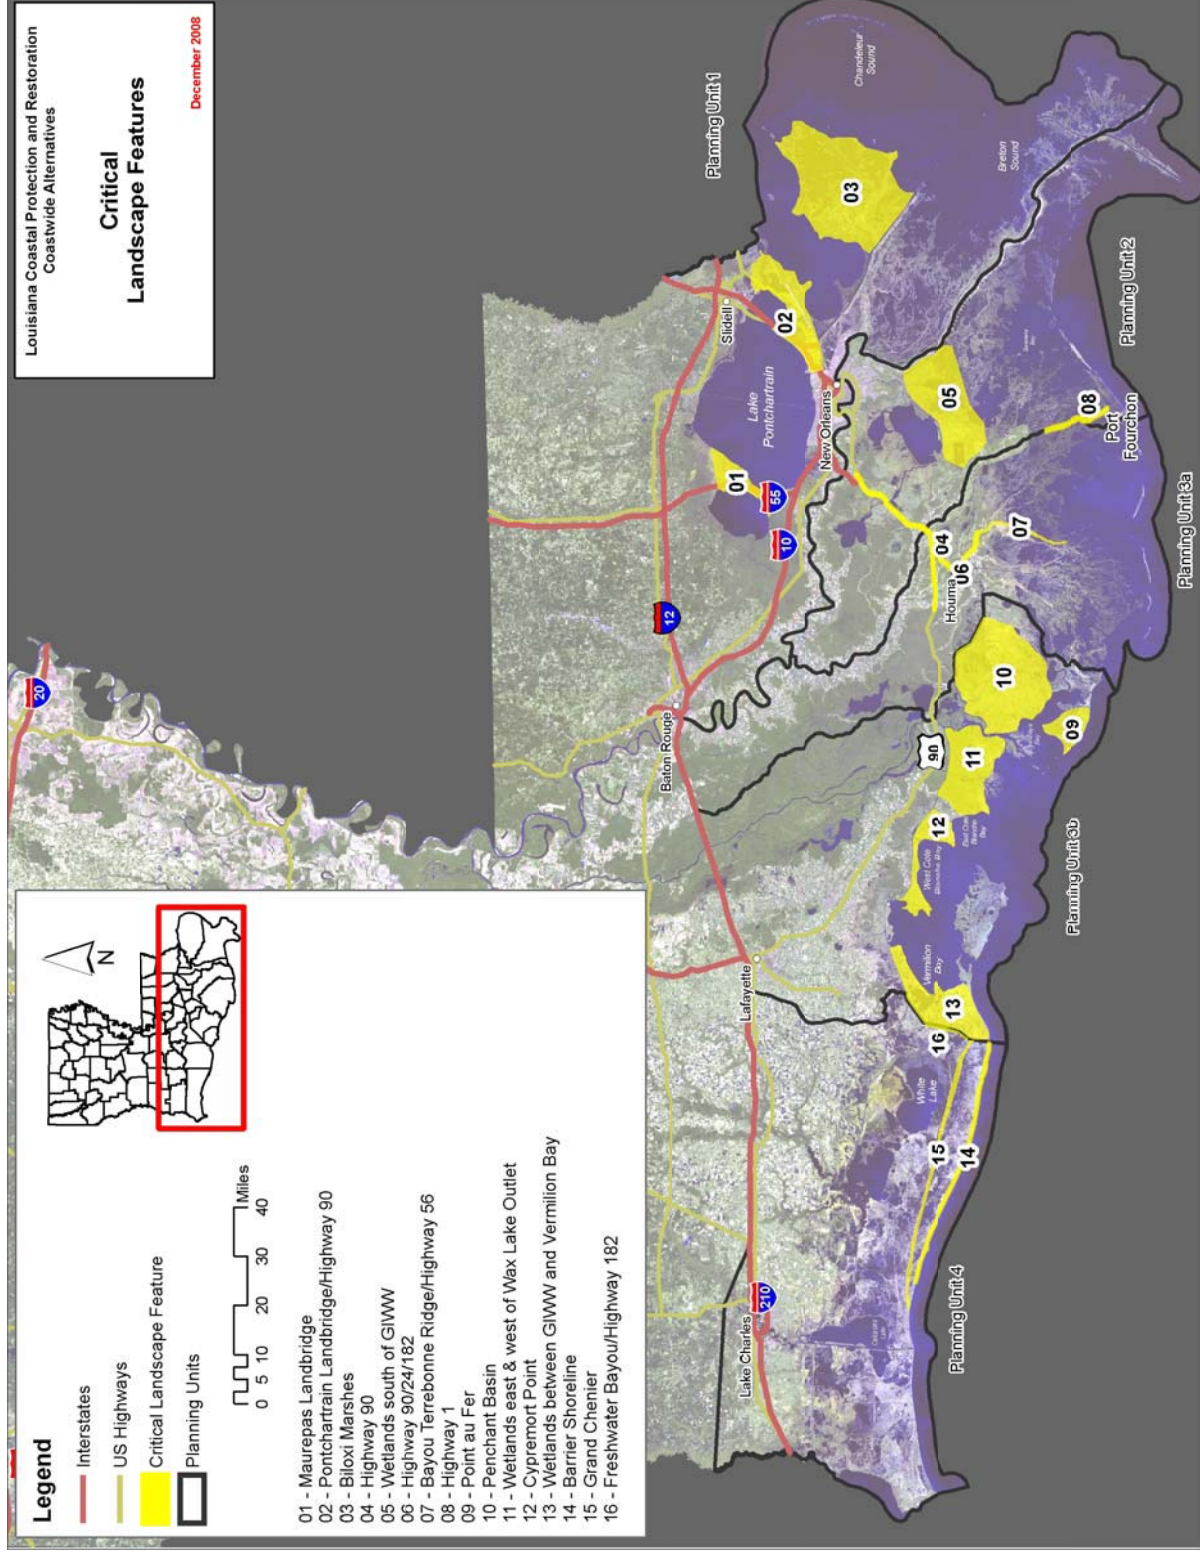 Louisiana Coastal Protection and Restoration
Coastwide Alternatives
Critical
Landscape Features
December 2008
Legend
Interstates
US Highways
Critical Landscape Feature
Planning Units
0 5 10 20 30 40
Miles
N
01 - Maurepas Landbridge
02 - Pontchartrain Landbridge/Highway 90
03 - Biloxi Marshes
04 - Highway 90
05 - Wetlands south of GIWW
06 - Highway 90/24/182
07 - Bayou Terrebonne Ridge/Highway 56
08 - Highway 1
09 - Point au Fer
10 - Penchant Basin
11 - Wetlands east & west of Wax Lake Outlet
12 - Cypremort Point
13 - Wetlands between GIWW and Vermilion Bay
14 - Barrier Shoreline
15 - Grand Chenier
16 - Freshwater Bayou/Highway 182
20
12
55
10
210
90
Baton Rouge
Lafayette
Lake Charles
Slidell
New Orleans
Houma
Port
Fourchon
Lake
Pontchartrain
Chandeleur
Sound
Breton
Sound
White
Lake
Vermilion
Bay
West Cote
Blanche Bay
East Cote
Blanche
Bay
Planning Unit 1
Planning Unit 2
Planning Unit 3a
Planning Unit 3b
Planning Unit 4
01
02
03
04
05
06
07
08
09
10
11
12
13
14
15
16